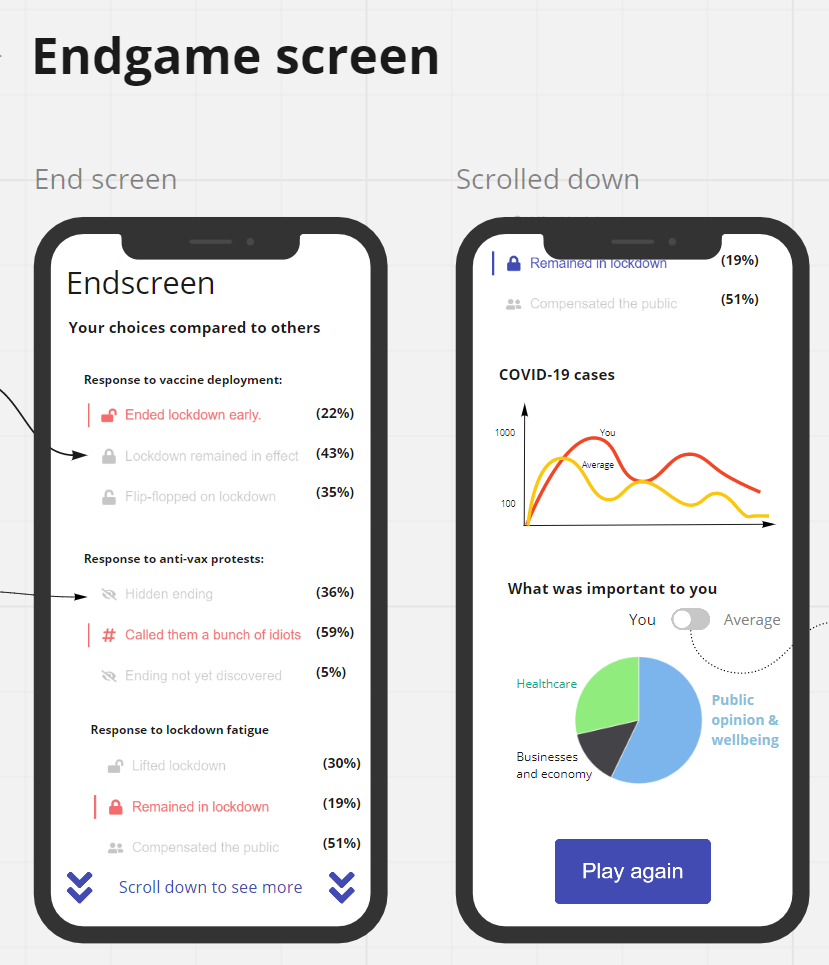 Endgame screen
End screen
Endscreen
Your choices compared to others
Response to vaccine deployment:
Ended lockdown early. (22%)
Lockdown remained in effect (43%)
Flip-flopped on lockdown (35%)
Response to anti-vax protests:
Hidden ending (36%)
Called them a bunch of idiots (59%)
Ending not yet discovered (5%)
Response to lockdown fatigue
Lifted lockdown (30%)
Remained in lockdown (19%)
Compensated the public (51%)
Scroll down to see more
Scrolled down
Remained in lockdown (19%)
Compensated the public (51%)
COVID-19 cases
1000
You
Average
100
What was important to you
You Average
Healthcare
Public
opinion &
wellbeing
Businesses
and economy
Play again